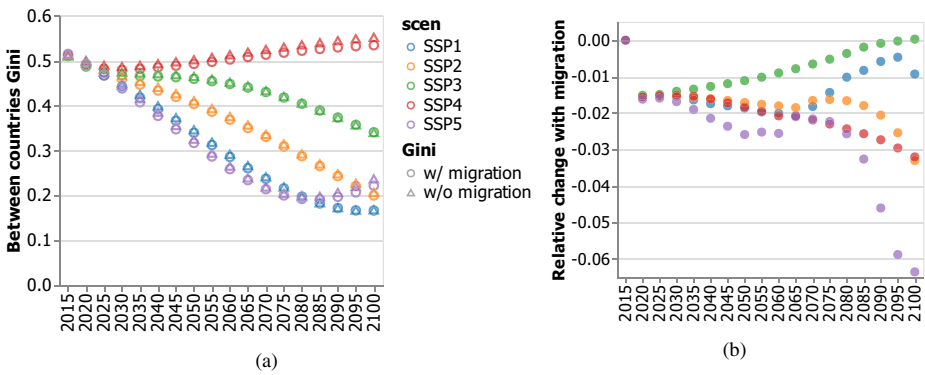 Between countries Gini
0.6
0.5
0.4
0.3
0.2
0.1
0.0
2015 2020 2025 2030 2035 2040 2045 2050 2055 2060 2065 2070 2075 2080 2085 2090 2095 2100
(a)
scen
SSP1
SSP2
SSP3
SSP4
SSP5
Gini
w/ migration
w/o migration
Relative change with migration
0.00
-0.01
-0.02
-0.03
-0.04
-0.05
-0.06
2015 2020 2025 2030 2035 2040 2045 2050 2055 2060 2065 2070 2075 2080 2085 2090 2095 2100
(b)